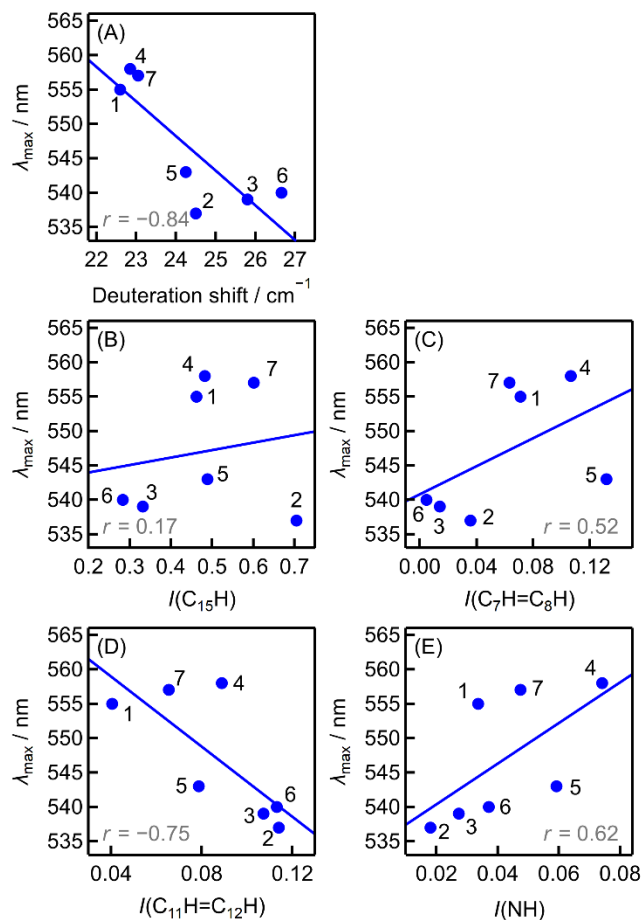 (A)
565
560
555
550
545
540
535
λmax / nm
4
7
1
5
2
3
6
r = −0.84
22 23 24 25 26 27
Deuteration shift / cm⁻¹
(B)
565
560
555
550
545
540
535
λmax / nm
4
7
1
5
6
3
2
r = 0.17
0.2 0.3 0.4 0.5 0.6 0.7
I(C₁₅H)
(C)
565
560
555
550
545
540
535
λmax / nm
7
4
1
5
6
3
2
r = 0.52
0.00 0.04 0.08 0.12
I(C₇H=C₈H)
(D)
565
560
555
550
545
540
535
λmax / nm
7
4
1
5
6
3
2
r = −0.75
0.04 0.08 0.12
I(C₁₁H=C₁₂H)
(E)
565
560
555
550
545
540
535
λmax / nm
4
1
7
5
6
2
3
r = 0.62
0.02 0.04 0.06 0.08
I(NH)